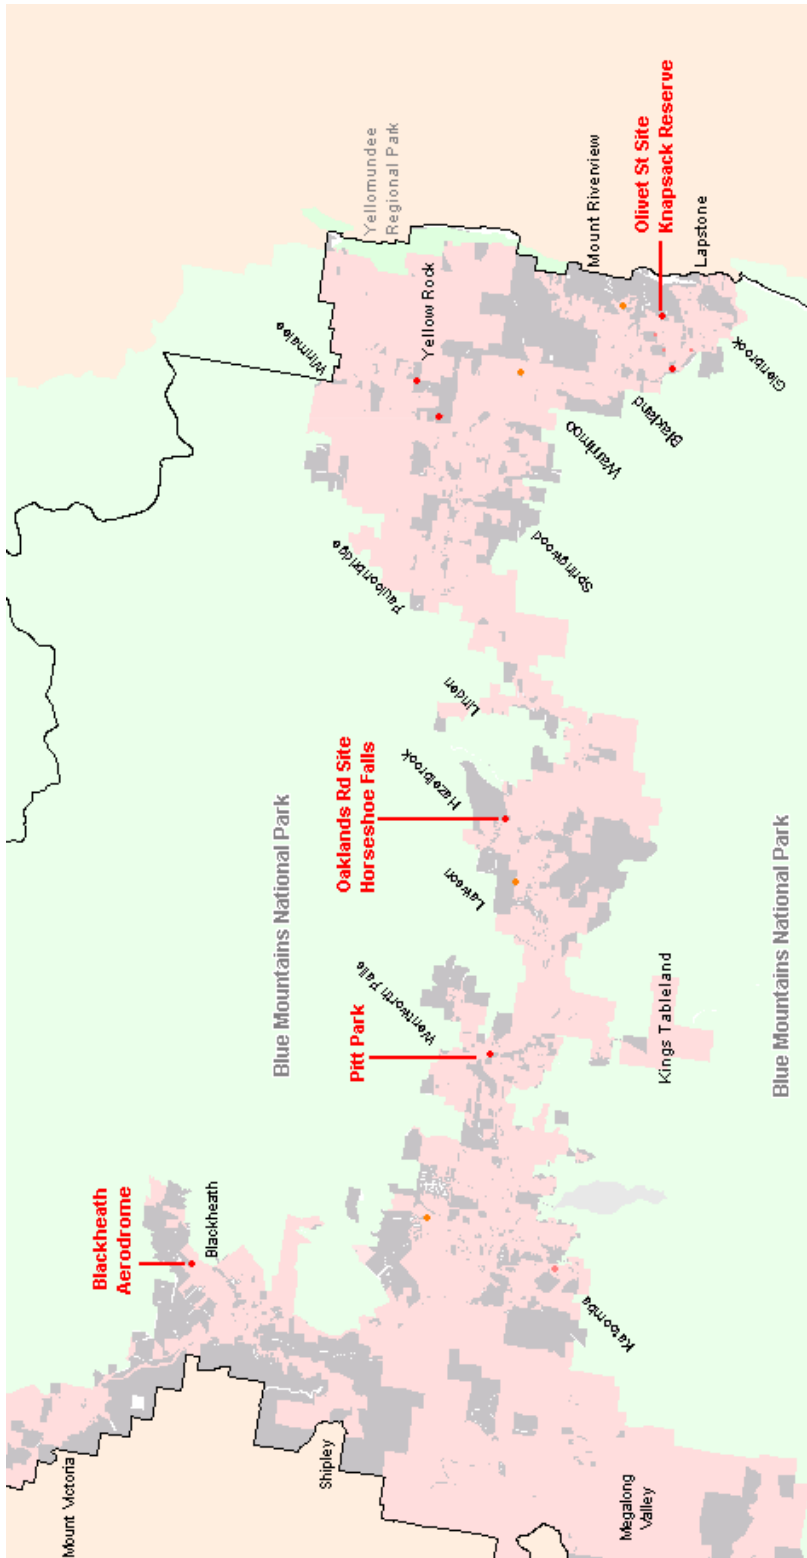 Mount Victoria
Blackheath
Aerodrome
Blackheath
Shipley
Megalong
Valley
Katoomba
Blue Mountains National Park
Pitt Park
Wentworth Falls
Kings Tableland
Blue Mountains National Park
Oaklands Rd Site
Horseshoe Falls
Lawson
Hazelbrook
Linden
Faulconbridge
Springwood
Winmalee
Yellow Rock
Warrimoo
Blaxland
Glenbrook
Yellomundee
Regional Park
Mount Riverview
Olivet St Site
Knapsack Reserve
Lapstone